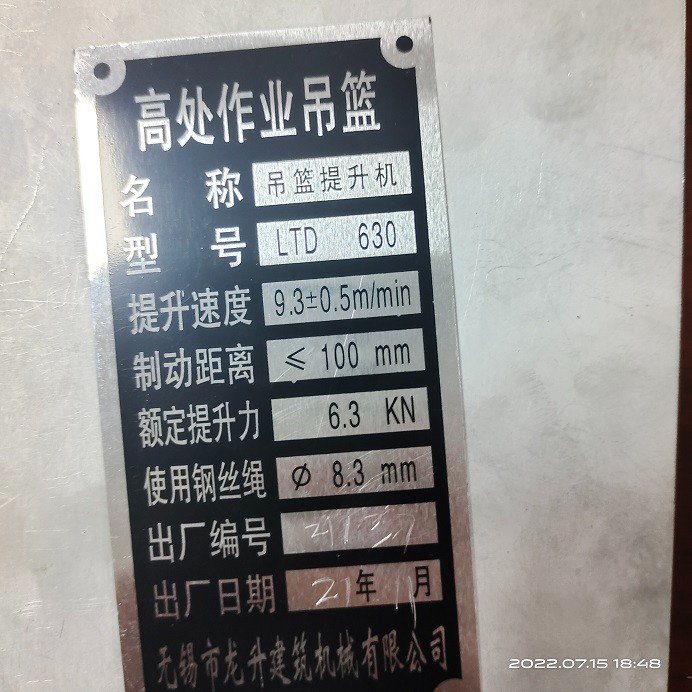 高处作业吊篮
名 称 吊篮提升机
型 号 LTD 630
提升速度 9.3±0.5m/min
制动距离 ≤ 100 mm
额定提升力 6.3 KN
使用钢丝绳 Ø 8.3 mm
出厂编号
出厂日期 21年 11月
无锡市龙升建筑机械有限公司
2022.07.15 18:48